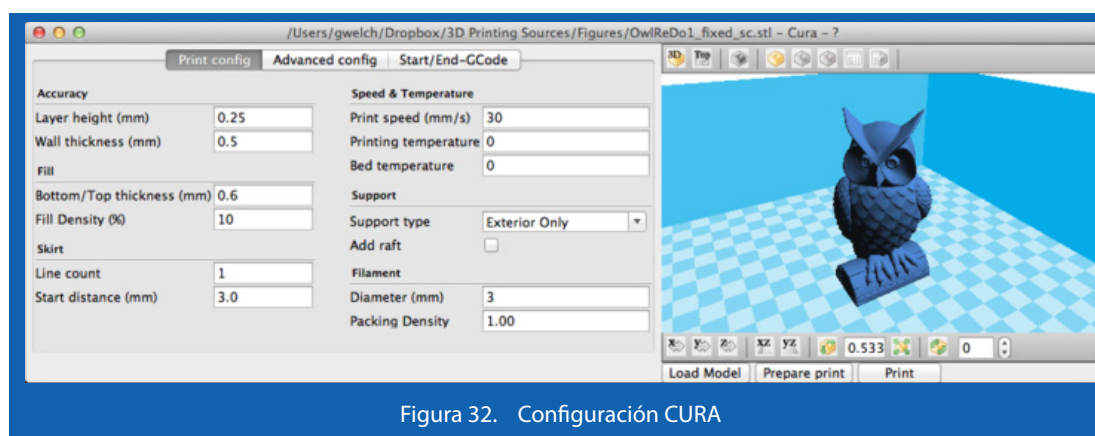 /Users/gwelch/Dropbox/3D Printing Sources/Figures/OwlReDo1_fixed_sc.stl – Cura – ?
Print config Advanced config Start/End-GCode
Accuracy
Layer height (mm) 0.25
Wall thickness (mm) 0.5
Fill
Bottom/Top thickness (mm) 0.6
Fill Density (%) 10
Skirt
Line count 1
Start distance (mm) 3.0
Speed & Temperature
Print speed (mm/s) 30
Printing temperature 0
Bed temperature 0
Support
Support type Exterior Only
Add raft
Filament
Diameter (mm) 3
Packing Density 1.00
3D Top
X Y Z XZ YZ 0.533 0
Load Model Prepare print Print
Figura 32. Configuración CURA